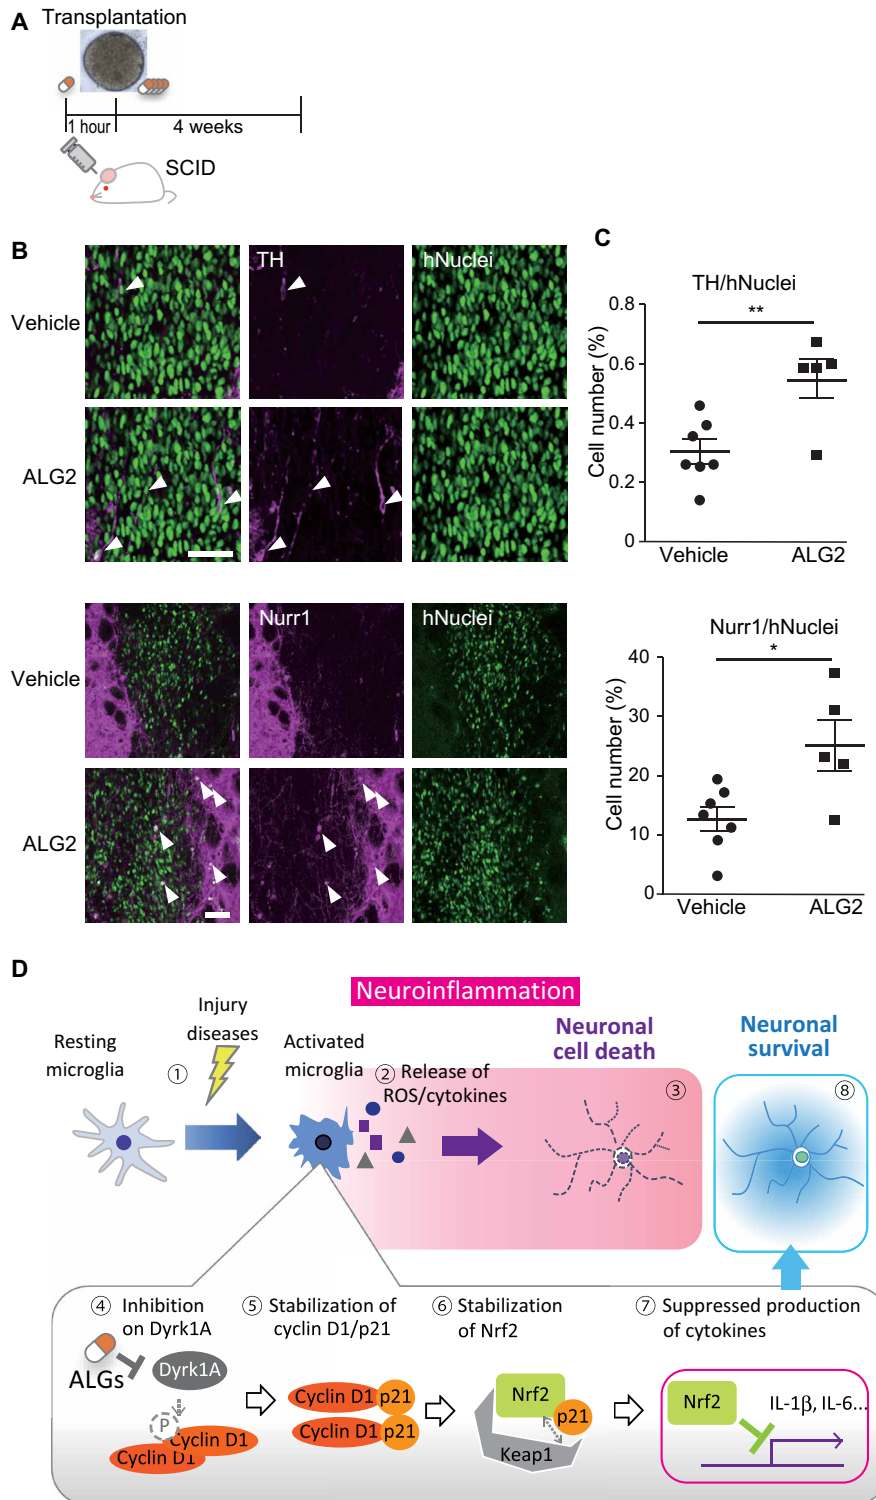 A
Transplantation
1 hour
4 weeks
SCID
B
TH
hNuclei
Vehicle
ALG2
Nurr1
hNuclei
Vehicle
ALG2
C
TH/hNuclei
**
0.8
0.6
0.4
0.2
0
Cell number (%)
Vehicle
ALG2
Nurr1/hNuclei
*
40
30
20
10
0
Cell number (%)
Vehicle
ALG2
D
Neuroinflammation
Resting
microglia
①
Injury
diseases
Activated
microglia
② Release of
ROS/cytokines
Neuronal
cell death
③
Neuronal
survival
⑧
④ Inhibition
on Dyrk1A
ALGs
Dyrk1A
P
Cyclin D1
Cyclin D1
⑤ Stabilization of
cyclin D1/p21
Cyclin D1 p21
Cyclin D1 p21
⑥ Stabilization
of Nrf2
Nrf2
p21
Keap1
⑦ Suppressed production
of cytokines
Nrf2
IL-1β, IL-6...